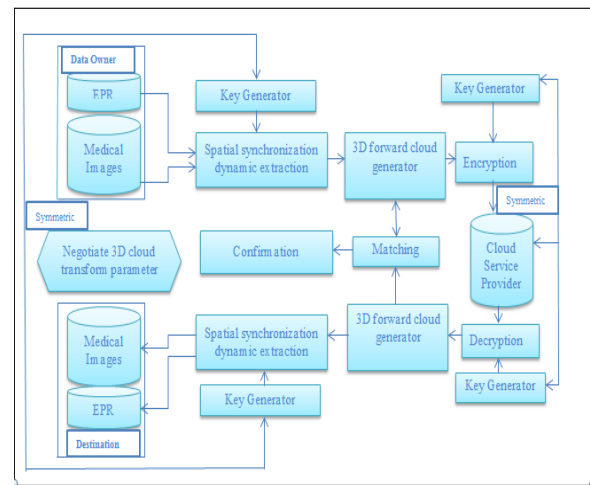 Data Owner
EPR
Medical
Images
Key Generator
Spatial synchronization
dynamic extraction
3D forward cloud
generator
Key Generator
Encryption
Symmetric
Symmetric
Negotiate 3D cloud
transform parameter
Confirmation
Matching
Cloud
Service
Provider
Medical
Images
Spatial synchronization
dynamic extraction
3D forward cloud
generator
Decryption
EPR
Key Generator
Key Generator
Destination